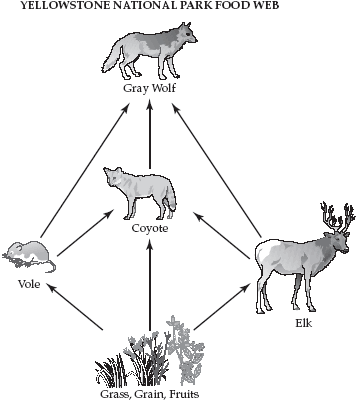 YELLOWSTONE NATIONAL PARK FOOD WEB
Gray Wolf
Coyote
Vole
Elk
Grass, Grain, Fruits